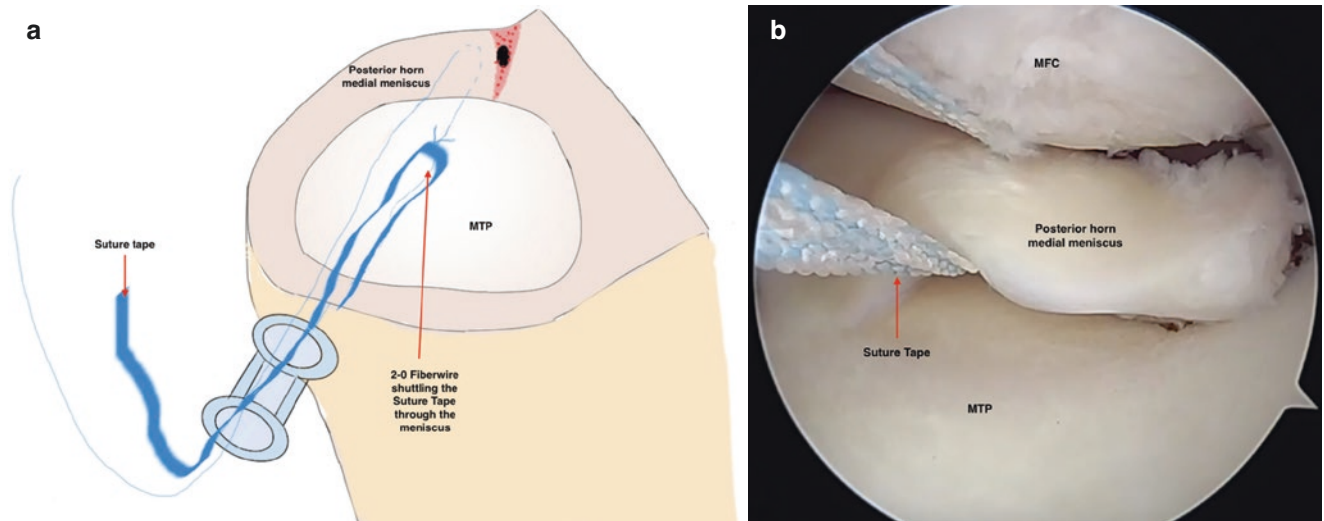 a
Posterior horn
medial meniscus
MTP
Suture tape
2-0 Fiberwire
shuttling the
Suture Tape
through the
meniscus
b
MFC
Posterior horn
medial meniscus
Suture Tape
MTP